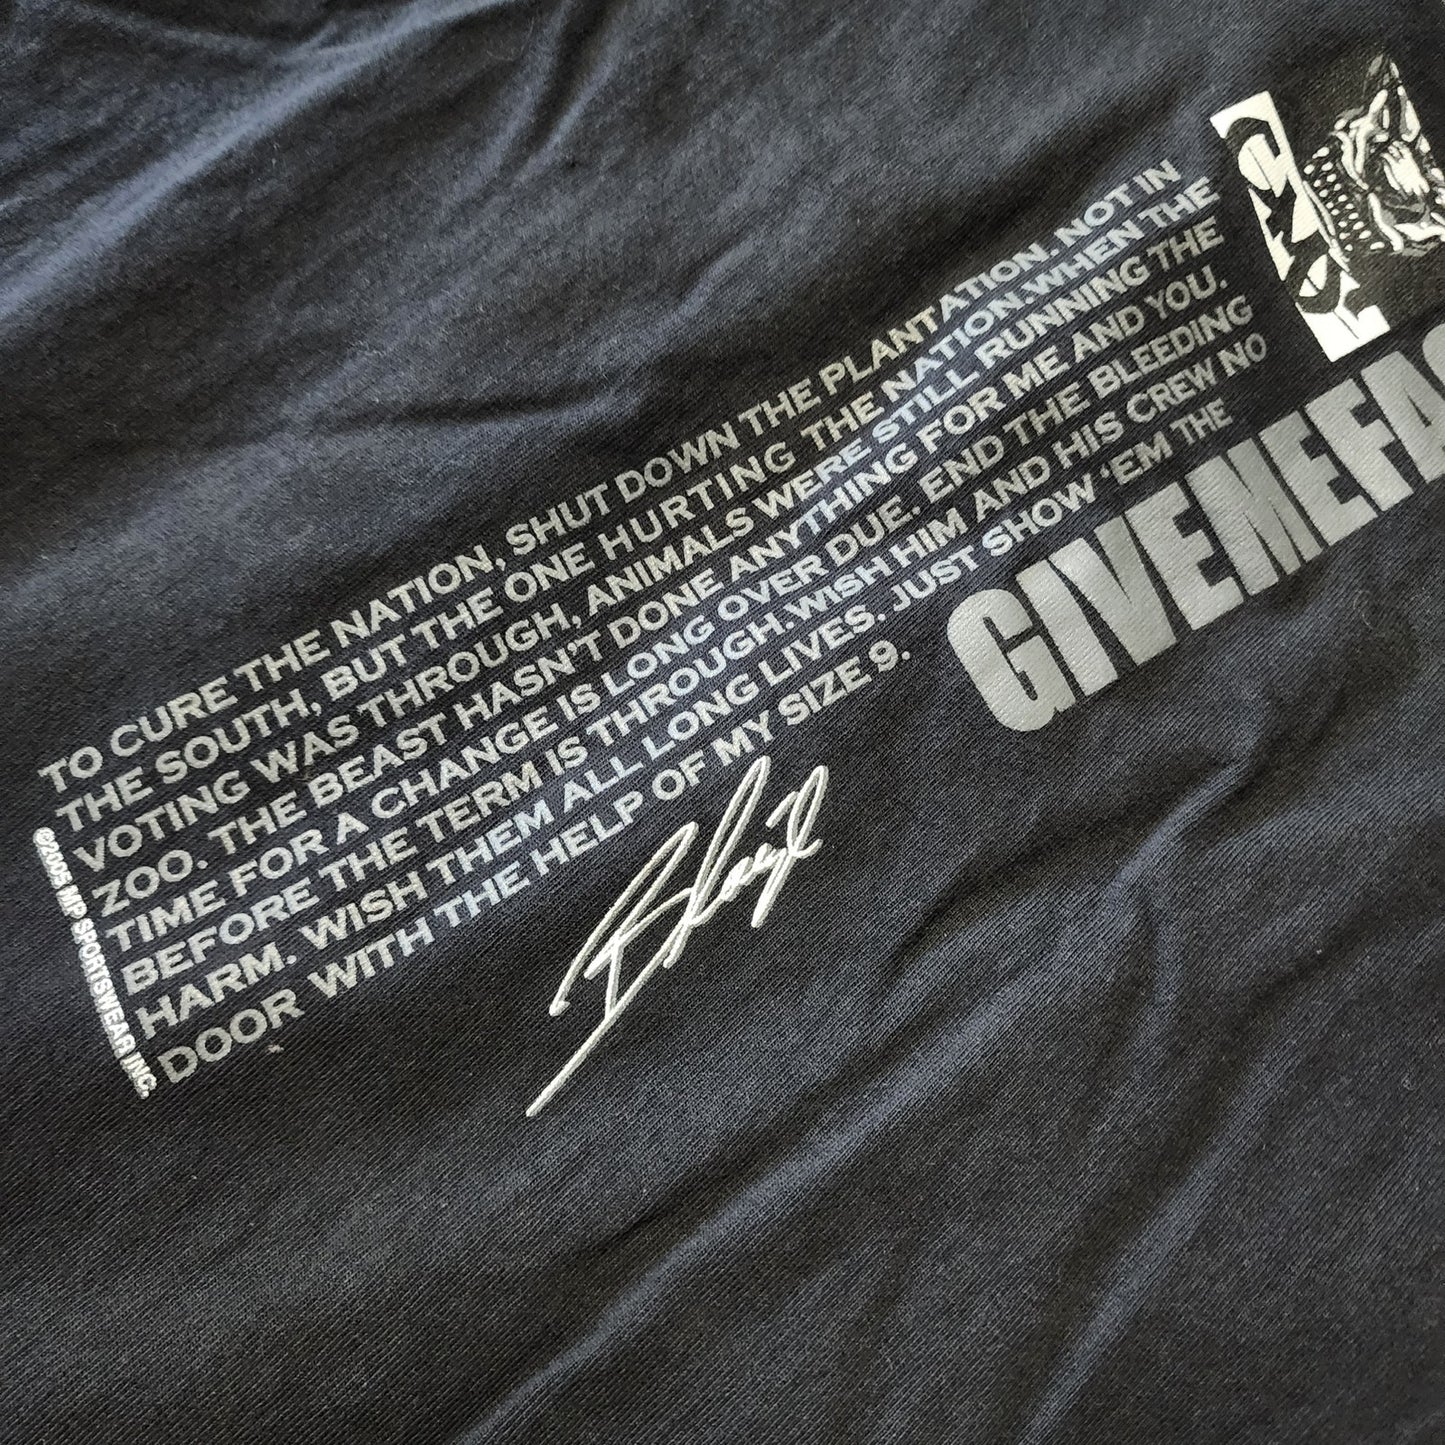 TO CURE THE NATION, SHUT DOWN THE PLANTATION. NOT IN
THE SOUTH, BUT THE ONE HURTING THE NATION.WHEN THE
VOTING WAS THROUGH, ANIMALS WERE STILL RUNNING THE
ZOO. THE BEAST HASN'T DONE ANYTHING FOR ME AND YOU.
TIME FOR A CHANGE IS LONG OVER DUE. END THE BLEEDING
BEFORE THE TERM IS THROUGH.WISH HIM AND HIS CREW NO
HARM. WISH THEM ALL LONG LIVES. JUST SHOW 'EM THE
DOOR WITH THE HELP OF MY SIZE 9.
©2005 MP SPORTSWEAR INC.
GIVEMEFAC